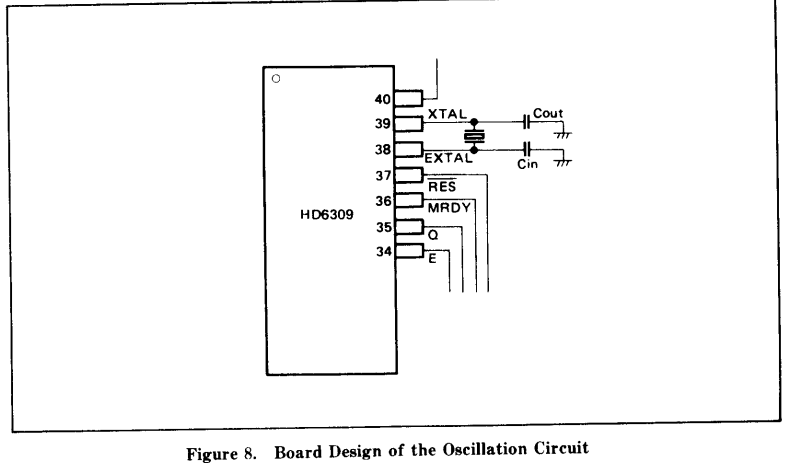 40
39 XTAL Cout
38 EXTAL Cin
37 RES
36 MRDY
HD6309
35 Q
34 E
Figure 8. Board Design of the Oscillation Circuit